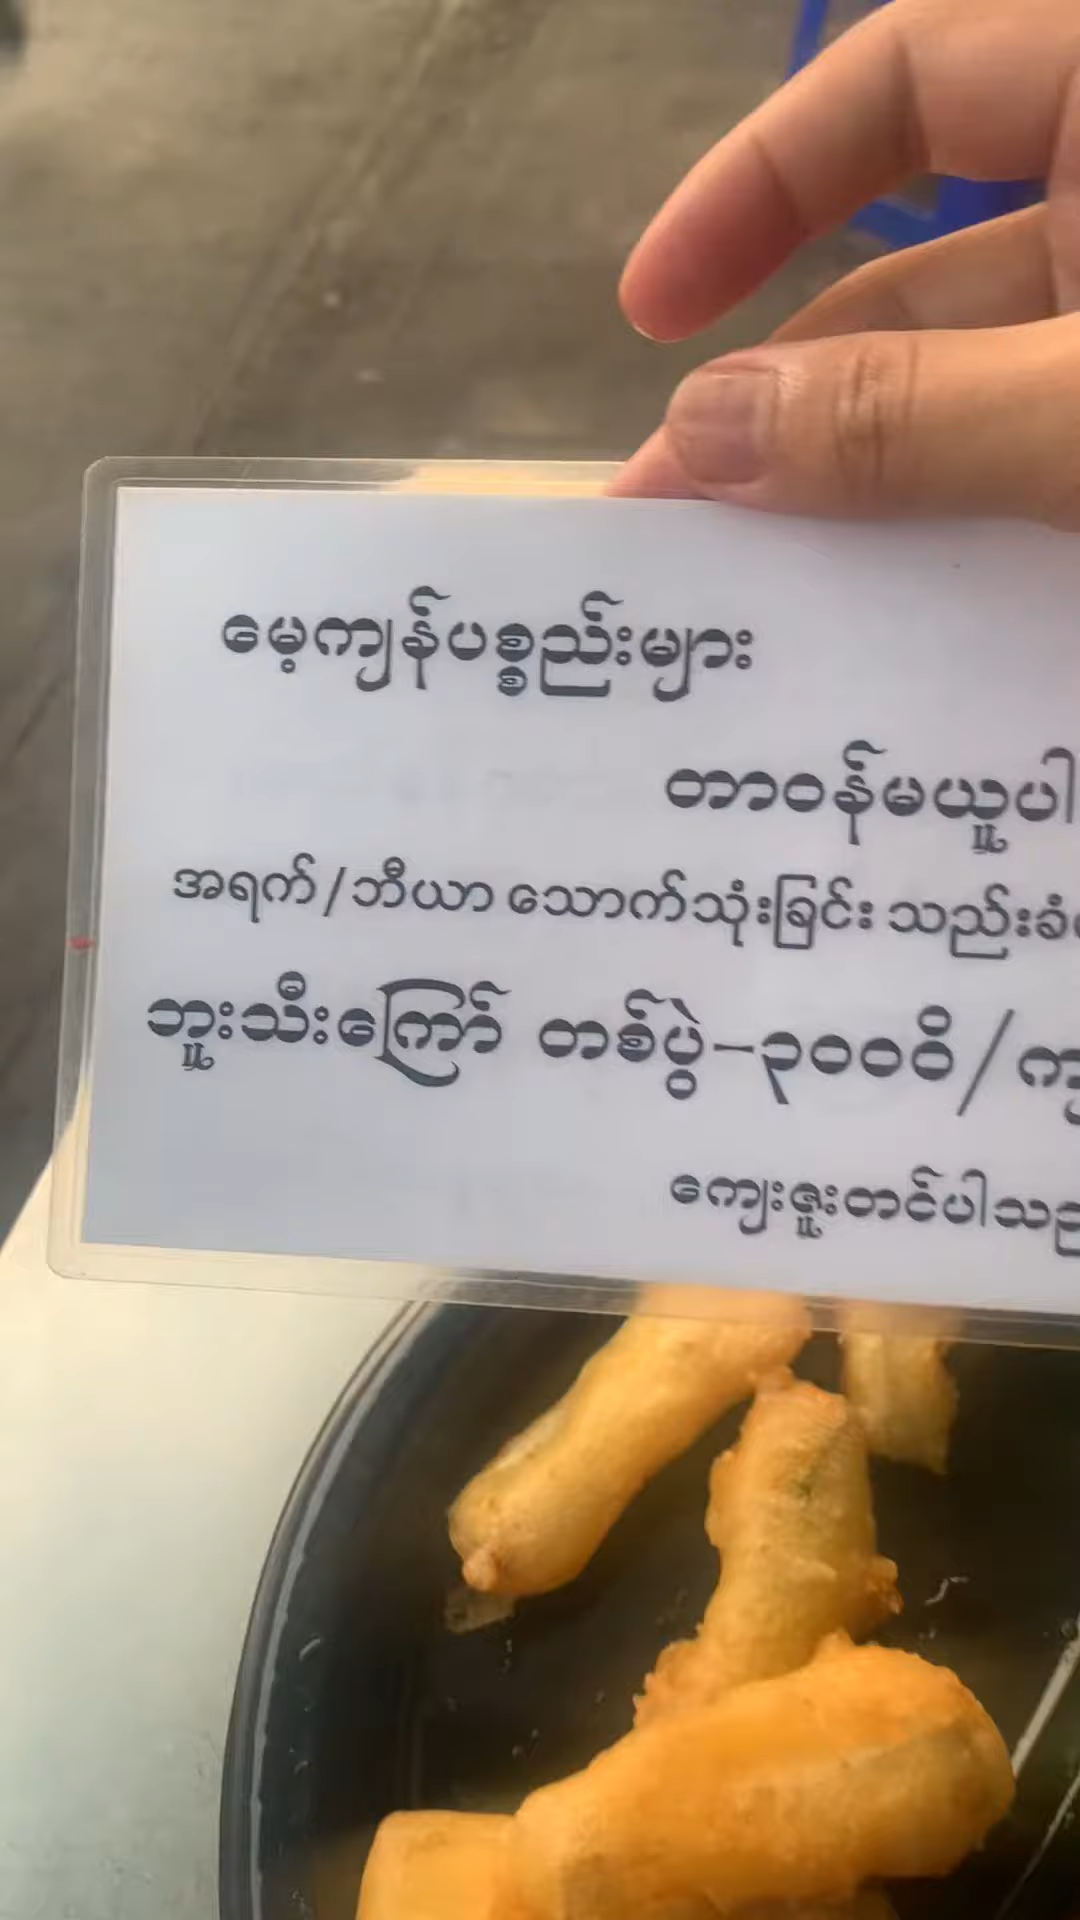 မေ့ကျန်ပစ္စည်းများ
တာဝန်မယူပါ
အရက်/ဘီယာ သောက်သုံးခြင်း သည်းခံ
ဘူးသီးကြော် တစ်ပွဲ-၃၀၀၀ိ/
ကျေးဇူးတင်ပါသည